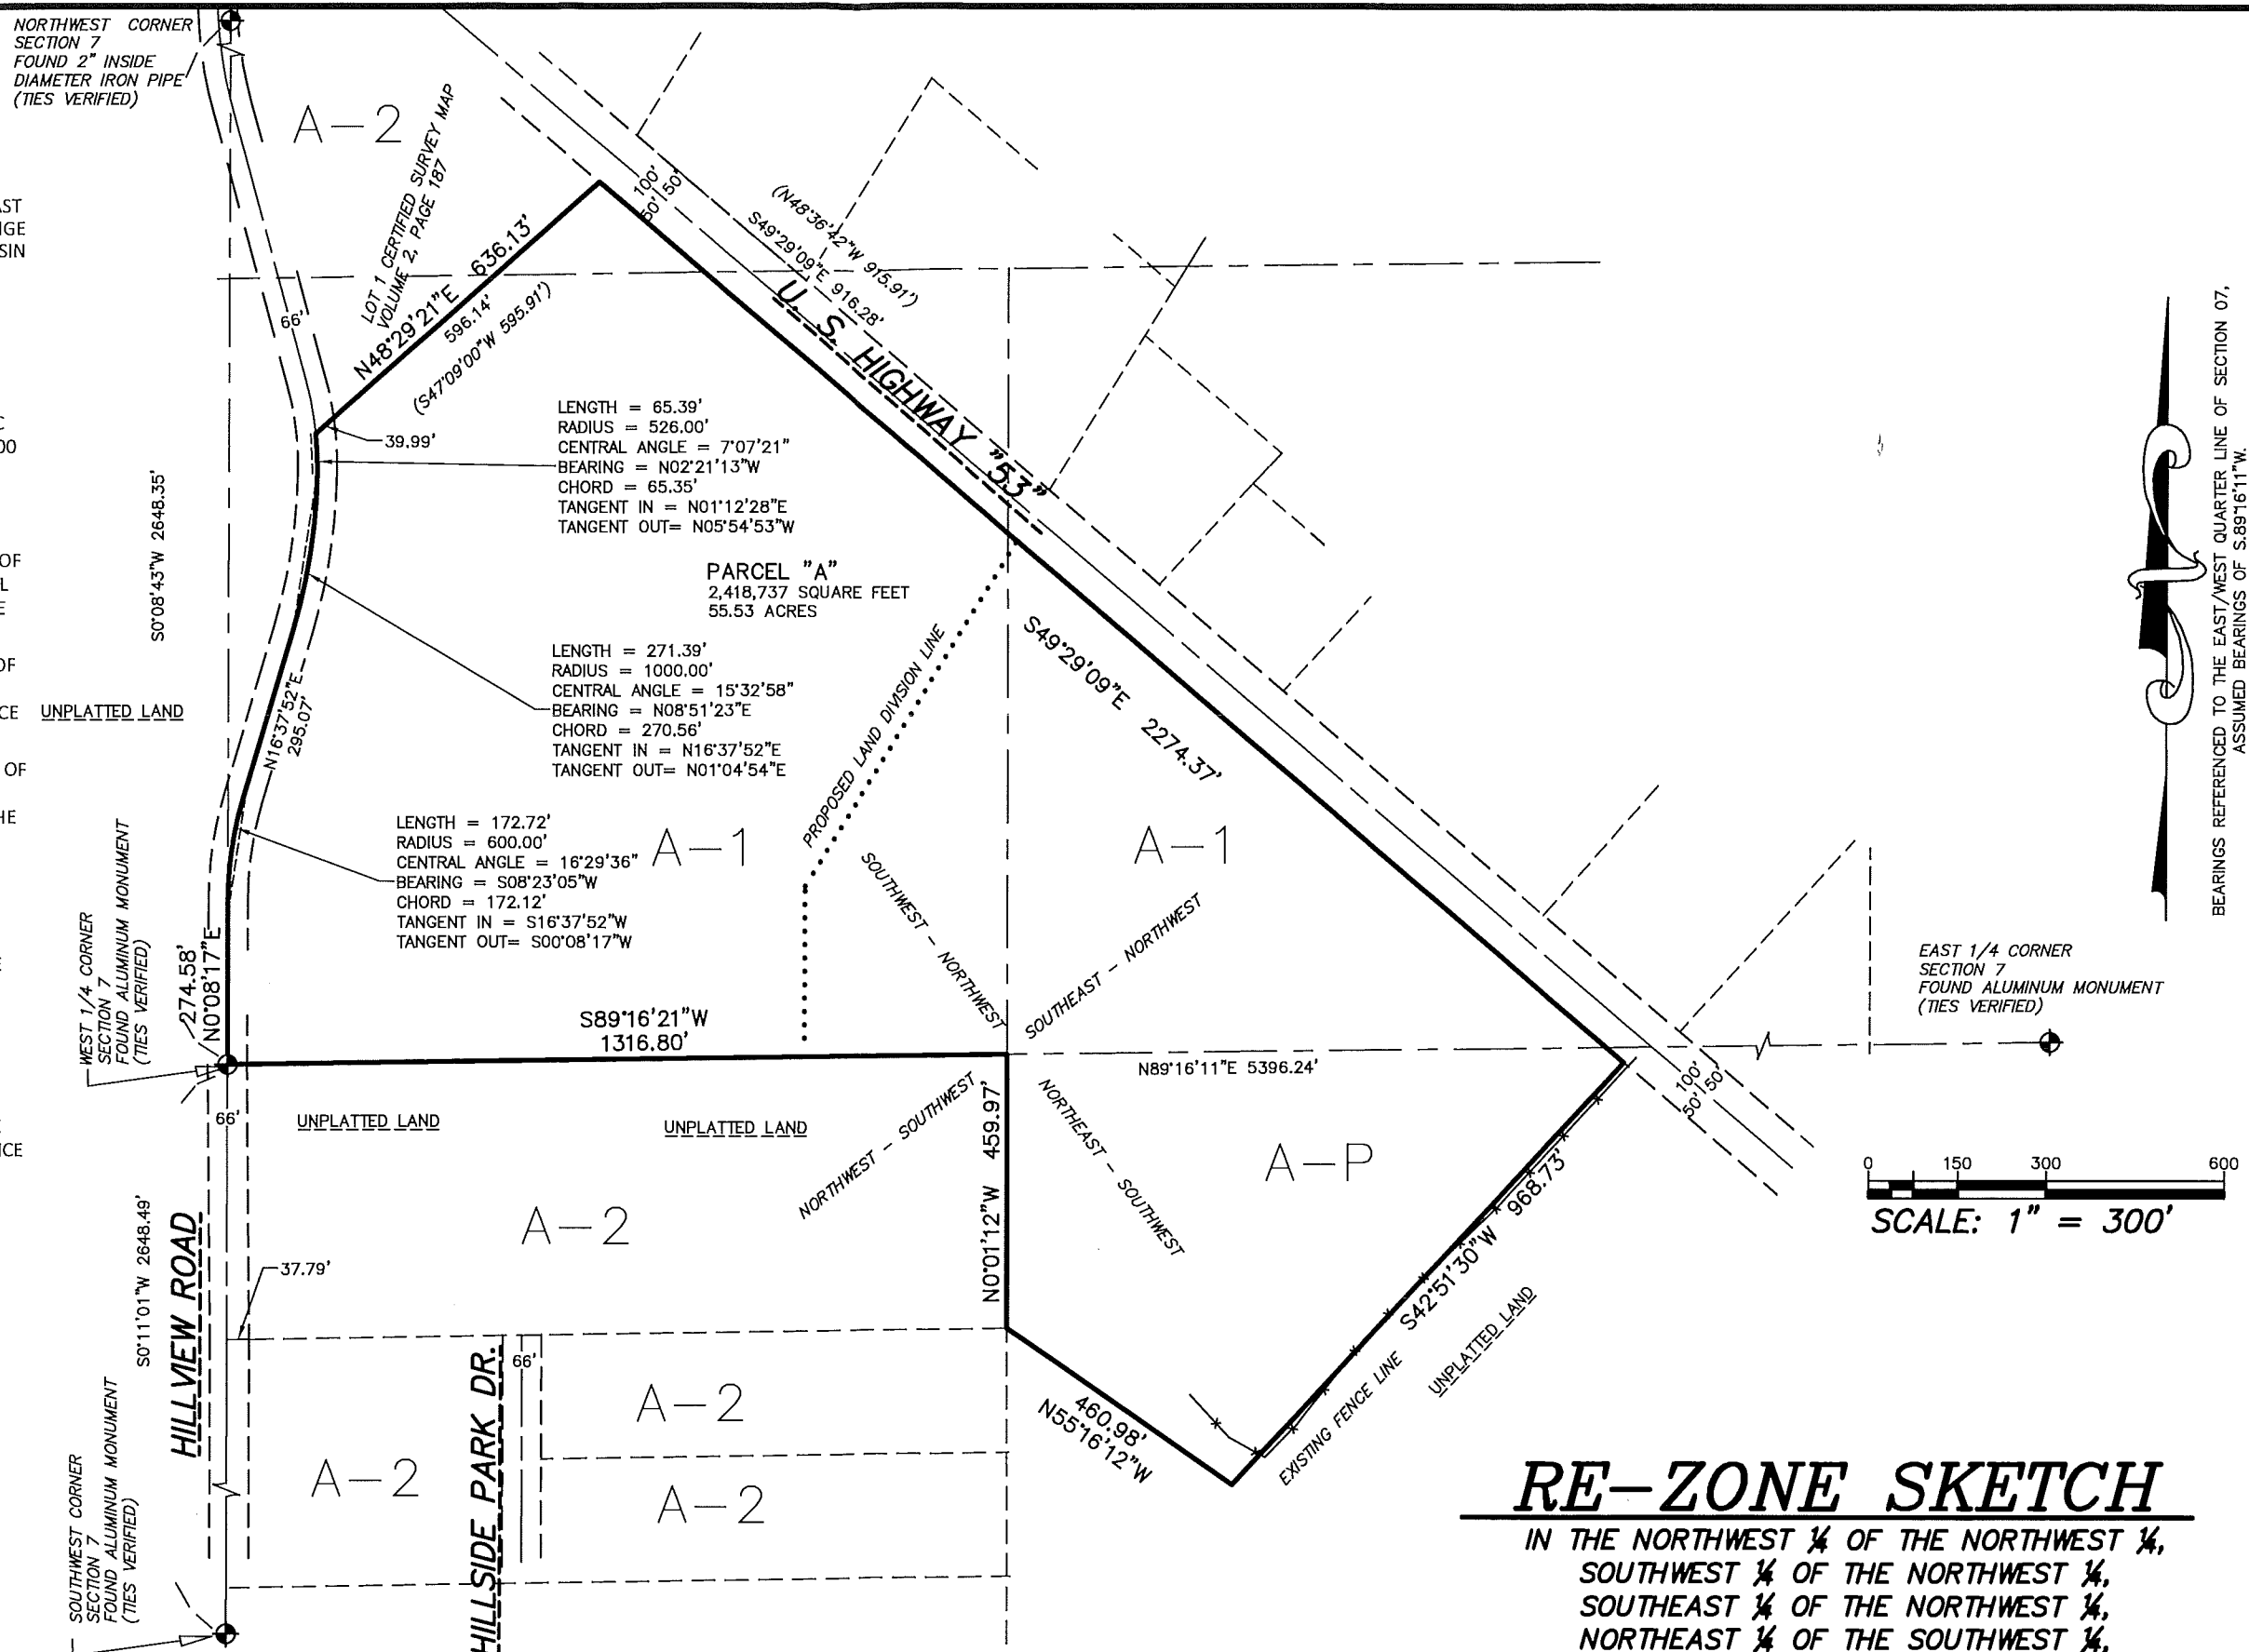 NORTHWEST CORNER
SECTION 7
FOUND 2" INSIDE
DIAMETER IRON PIPE
(TIES VERIFIED)
A-2
LOT 1 CERTIFIED SURVEY MAP
VOLUME 2, PAGE 187
N48°29'21"E 636.13'
596.14'
(S47°09'00"W 595.91')
100'
50' 50'
(N48°36'42"W 915.91')
S49°29'09"E 916.28'
U. S. HIGHWAY "53"
AST
GE
SIN
C
00
OF
L
E
OF
CE
OF
HE
E
E
CE
66'
39.99'
S0°08'43"W 2648.35'
LENGTH = 65.39'
RADIUS = 526.00'
CENTRAL ANGLE = 7°07'21"
BEARING = N02°21'13"W
CHORD = 65.35'
TANGENT IN = N01°12'28"E
TANGENT OUT= N05°54'53"W
PARCEL "A"
2,418,737 SQUARE FEET
55.53 ACRES
LENGTH = 271.39'
RADIUS = 1000.00'
CENTRAL ANGLE = 15°32'58"
BEARING = N08°51'23"E
CHORD = 270.56'
TANGENT IN = N16°37'52"E
TANGENT OUT= N01°04'54"E
UNPLATTED LAND
N16°37'52"E
295.07'
PROPOSED LAND DIVISION LINE
S49°29'09"E 2274.37'
LENGTH = 172.72'
RADIUS = 600.00'
CENTRAL ANGLE = 16°29'36"
BEARING = S08°23'05"W
CHORD = 172.12'
TANGENT IN = S16°37'52"W
TANGENT OUT= S00°08'17"W
A-1
A-1
SOUTHWEST - NORTHWEST
SOUTHEAST - NORTHWEST
WEST 1/4 CORNER
SECTION 7
FOUND ALUMINUM MONUMENT
(TIES VERIFIED)
274.58'
N0°08'17"E
S89°16'21"W
1316.80'
N89°16'11"E 5396.24'
EAST 1/4 CORNER
SECTION 7
FOUND ALUMINUM MONUMENT
(TIES VERIFIED)
BEARINGS REFERENCED TO THE EAST/WEST QUARTER LINE OF SECTION 07,
ASSUMED BEARINGS OF S.89°16'11"W.
100'
50' 50'
66'
UNPLATTED LAND
UNPLATTED LAND
NORTHWEST - SOUTHWEST
NORTHEAST - SOUTHWEST
N0°01'12"W 459.97'
A-P
A-2
S42°51'30"W 968.73'
UNPLATTED LAND
EXISTING FENCE LINE
460.98'
N55°16'12"W
0 150 300 600
SCALE: 1" = 300'
S0°11'01"W 2648.49'
HILLVIEW ROAD
37.79'
66'
HILLSIDE PARK DR.
A-2
A-2
A-2
SOUTHWEST CORNER
SECTION 7
FOUND ALUMINUM MONUMENT
(TIES VERIFIED)
RE-ZONE SKETCH
IN THE NORTHWEST ¼ OF THE NORTHWEST ¼,
SOUTHWEST ¼ OF THE NORTHWEST ¼,
SOUTHEAST ¼ OF THE NORTHWEST ¼,
NORTHEAST ¼ OF THE SOUTHWEST ¼,